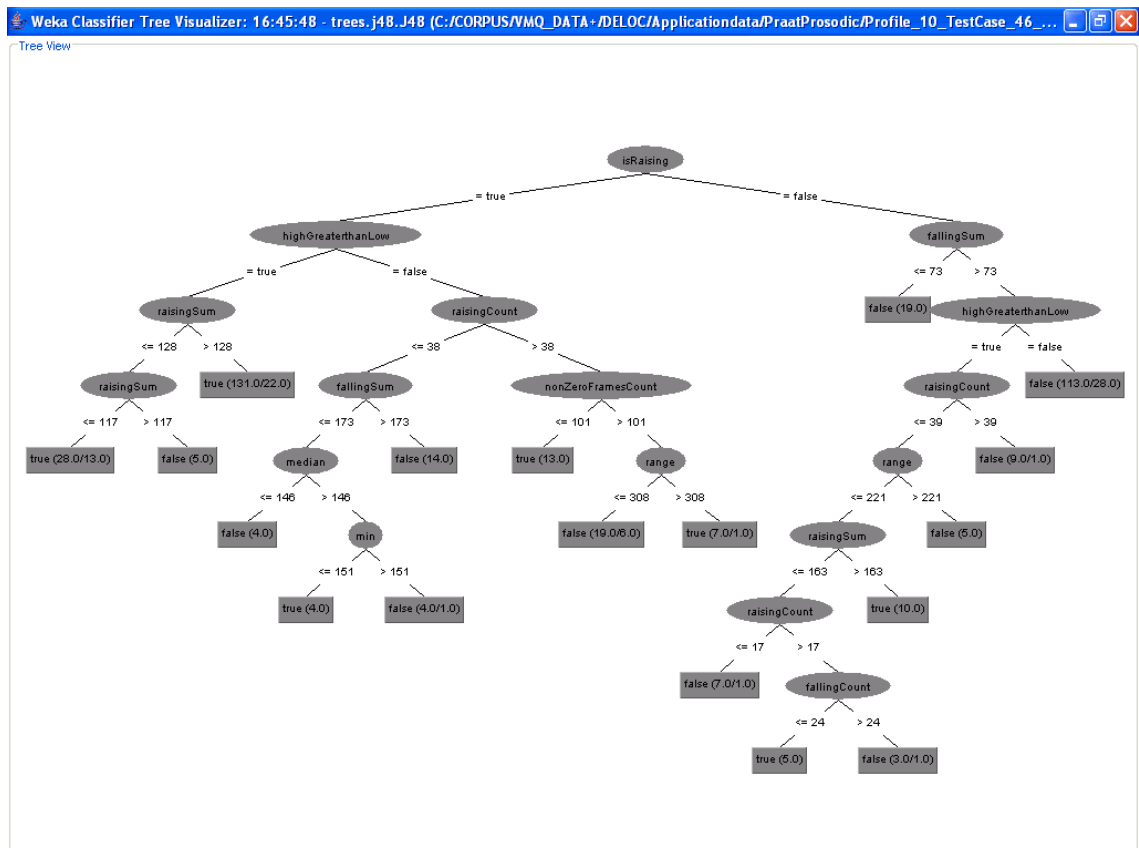 Weka Classifier Tree Visualizer: 16:45:48 - trees.j48.J48 (C:/CORPUS/VMQ_DATA+/DELOC/Applicationdata/PraatProsodic/Profile_10_TestCase_46_...
Tree View
isRaising
= true = false
highGreaterthanLow fallingSum
= true = false <= 73 > 73
raisingSum raisingCount false (19.0) highGreaterthanLow
<= 128 > 128 <= 38 > 38 = true = false
raisingSum true (131.0/22.0) fallingSum nonZeroFramesCount raisingCount false (113.0/28.0)
<= 117 > 117 <= 173 > 173 <= 101 > 101 <= 39 > 39
true (28.0/13.0) false (5.0) median false (14.0) true (13.0) range range false (9.0/1.0)
<= 146 > 146 <= 308 > 308 <= 221 > 221
false (4.0) min false (19.0/6.0) true (7.0/1.0) raisingSum false (5.0)
<= 151 > 151 <= 163 > 163
true (4.0) false (4.0/1.0) raisingCount true (10.0)
<= 17 > 17
false (7.0/1.0) fallingCount
<= 24 > 24
true (5.0) false (3.0/1.0)